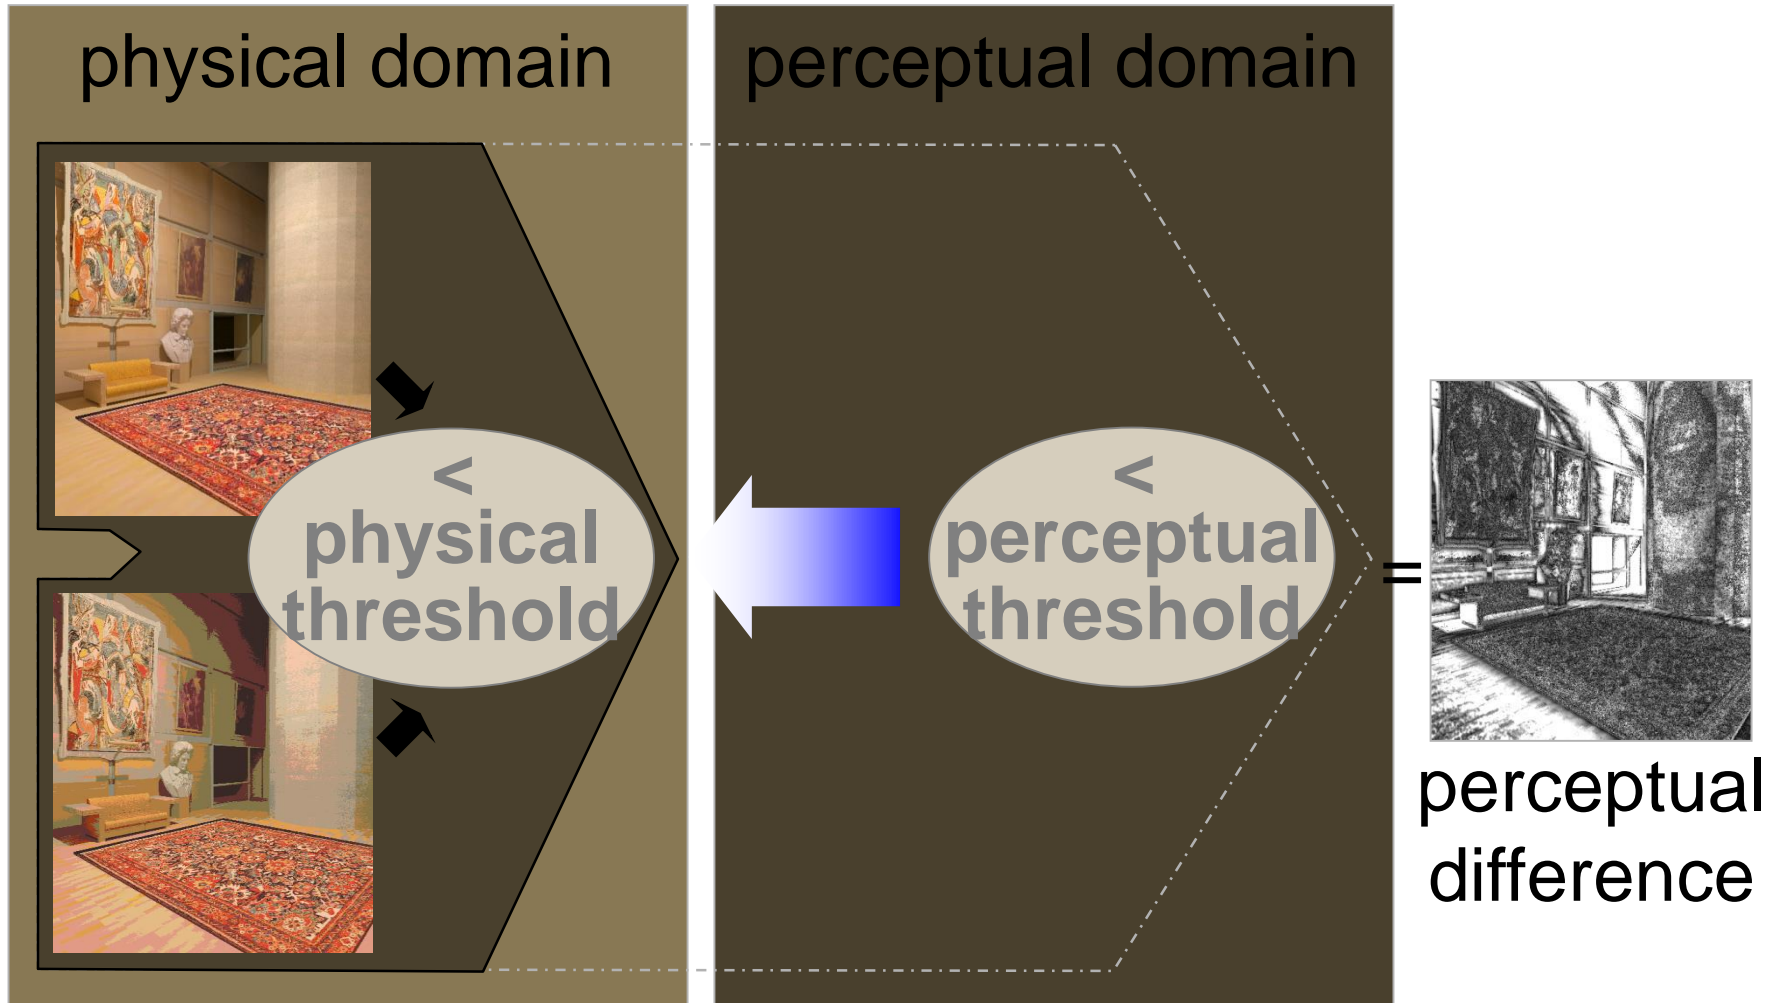 physical domain
perceptual domain
<
physical
threshold
<
perceptual
threshold
=
perceptual
difference